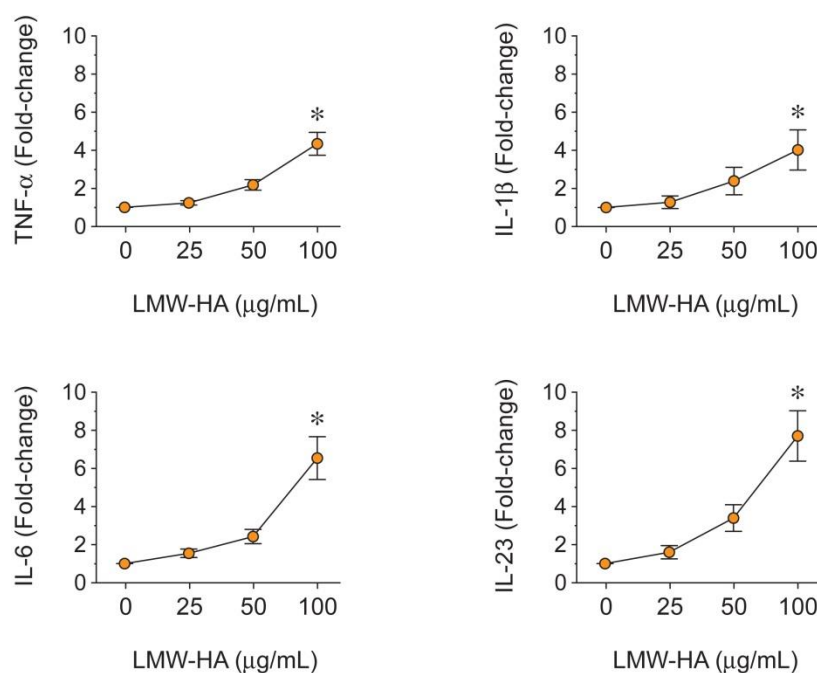 TNF-α (Fold-change)
10
8
6
4
2
0
*
0 25 50 100
LMW-HA (μg/mL)
IL-1β (Fold-change)
10
8
6
4
2
0
*
0 25 50 100
LMW-HA (μg/mL)
IL-6 (Fold-change)
10
8
6
4
2
0
*
0 25 50 100
LMW-HA (μg/mL)
IL-23 (Fold-change)
10
8
6
4
2
0
*
0 25 50 100
LMW-HA (μg/mL)